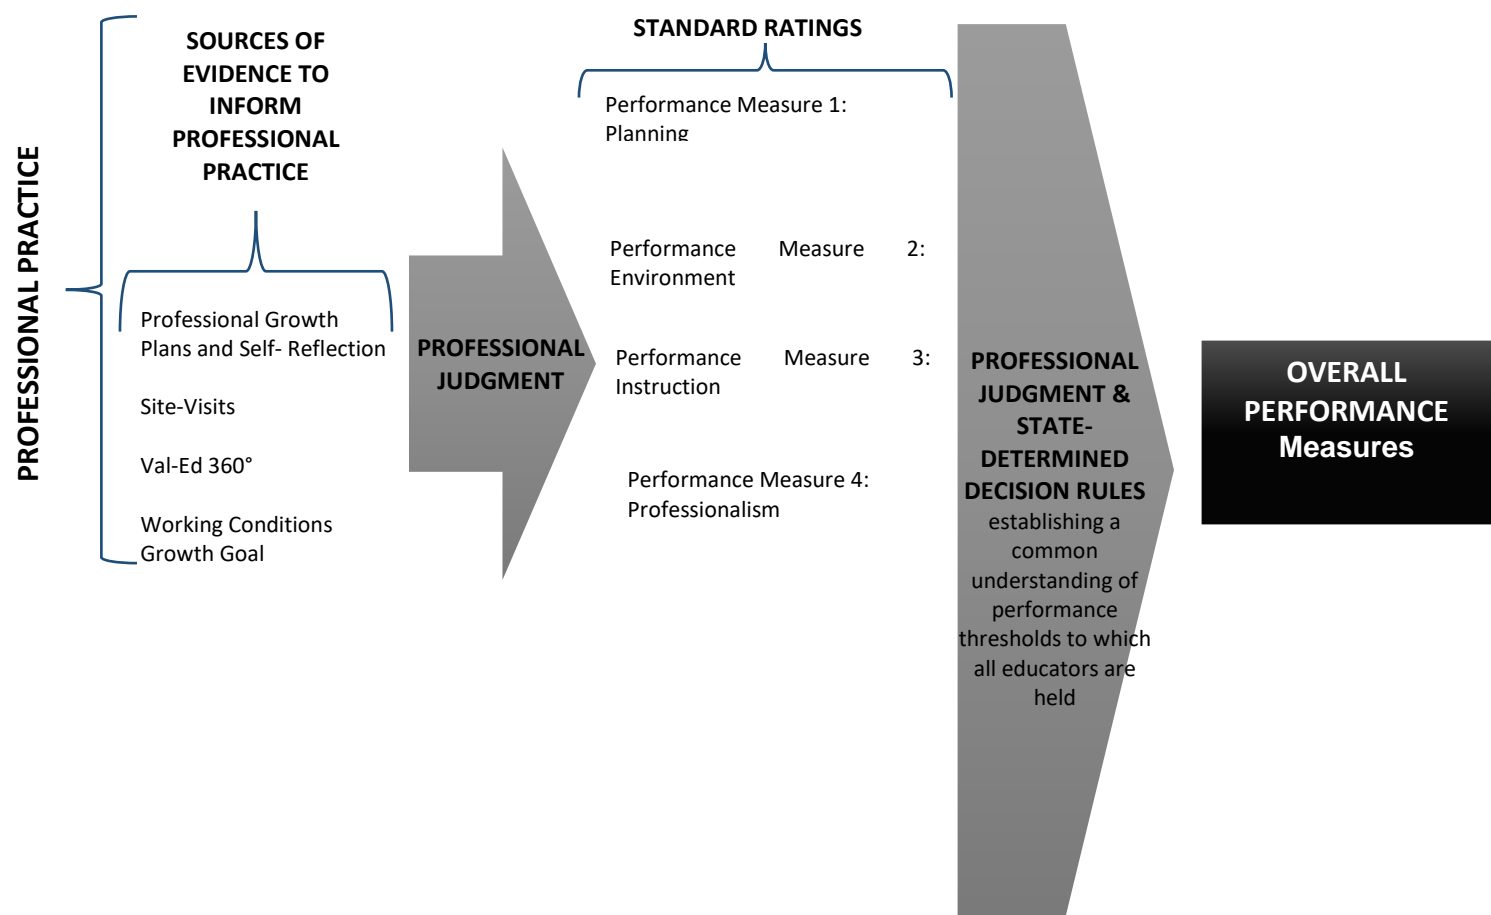 PROFESSIONAL PRACTICE
SOURCES OF
EVIDENCE TO
INFORM
PROFESSIONAL
PRACTICE
Professional Growth
Plans and Self- Reflection
Site-Visits
Val-Ed 360°
Working Conditions
Growth Goal
PROFESSIONAL
JUDGMENT
STANDARD RATINGS
Performance Measure 1:
Planning
Performance Measure 2:
Environment
Performance Measure 3:
Instruction
Performance Measure 4:
Professionalism
PROFESSIONAL
JUDGMENT &
STATE-
DETERMINED
DECISION RULES
establishing a
common
understanding of
performance
thresholds to which
all educators are
held
OVERALL
PERFORMANCE
Measures